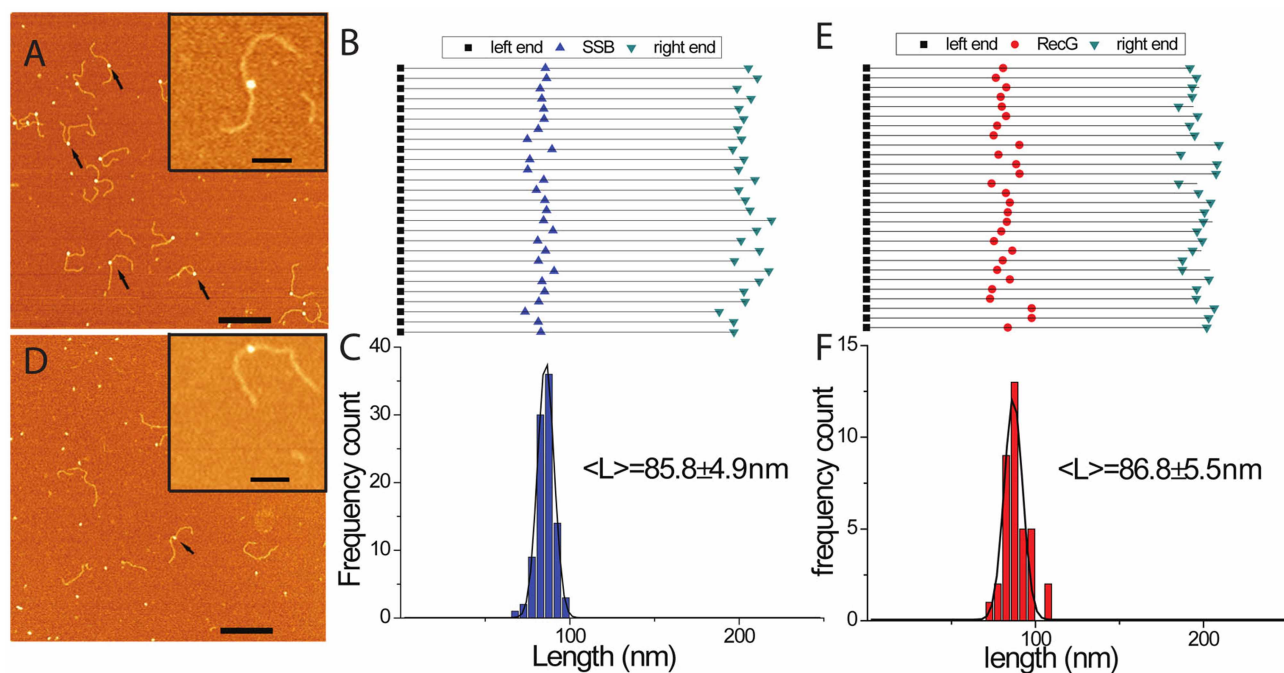 A
B
left end SSB right end
C
40
30
20
10
0
Frequency count
<L>=85.8±4.9nm
100 200
Length (nm)
D
E
left end RecG right end
F
15
10
5
0
frequency count
<L>=86.8±5.5nm
100 200
length (nm)